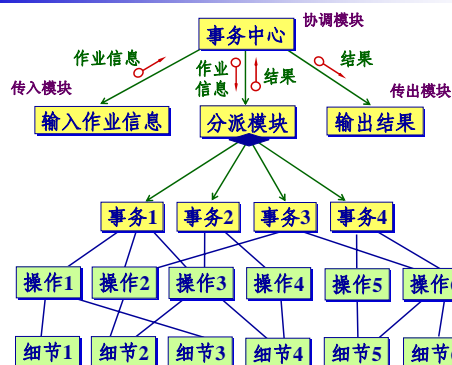 协调模块
事务中心
作业信息
作业
信息
结果
结果
传入模块
传出模块
输入作业信息
分派模块
输出结果
事务1
事务2
事务3
事务4
操作1
操作2
操作3
操作4
操作5
操作
细节1
细节2
细节3
细节4
细节5
细节